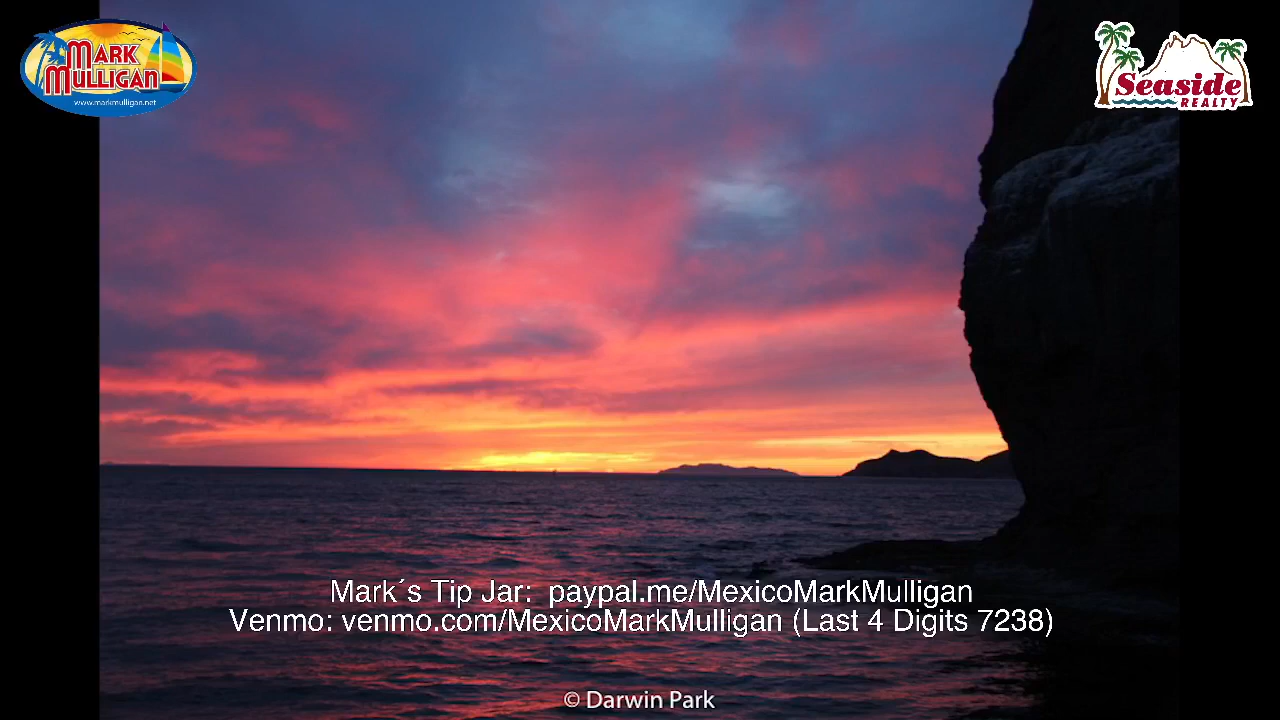 MARK
MULLIGAN
www.markmulligan.net
Seaside
REALTY
Mark´s Tip Jar:  paypal.me/MexicoMarkMulligan
Venmo: venmo.com/MexicoMarkMulligan (Last 4 Digits 7238)
© Darwin Park